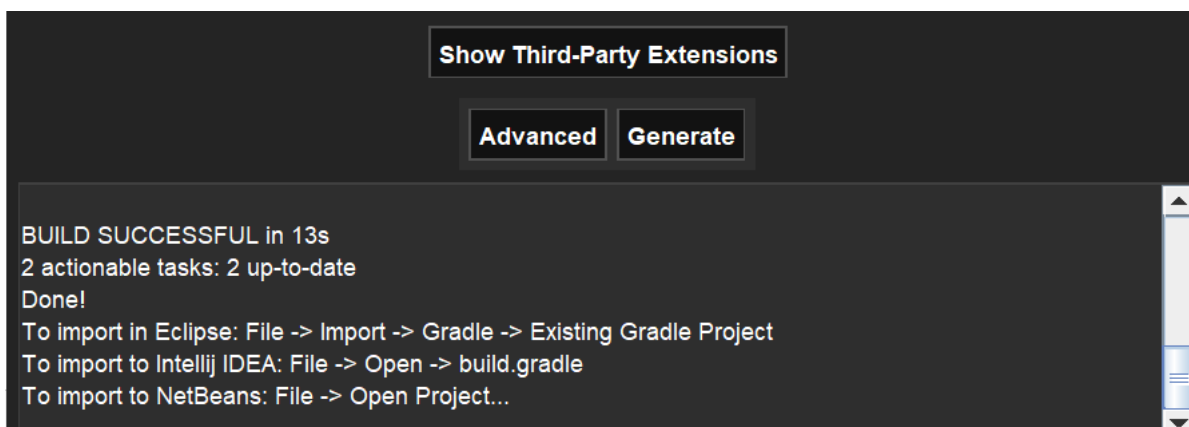 Show Third-Party Extensions
Advanced Generate
BUILD SUCCESSFUL in 13s
2 actionable tasks: 2 up-to-date
Done!
To import in Eclipse: File -> Import -> Gradle -> Existing Gradle Project
To import to Intellij IDEA: File -> Open -> build.gradle
To import to NetBeans: File -> Open Project...